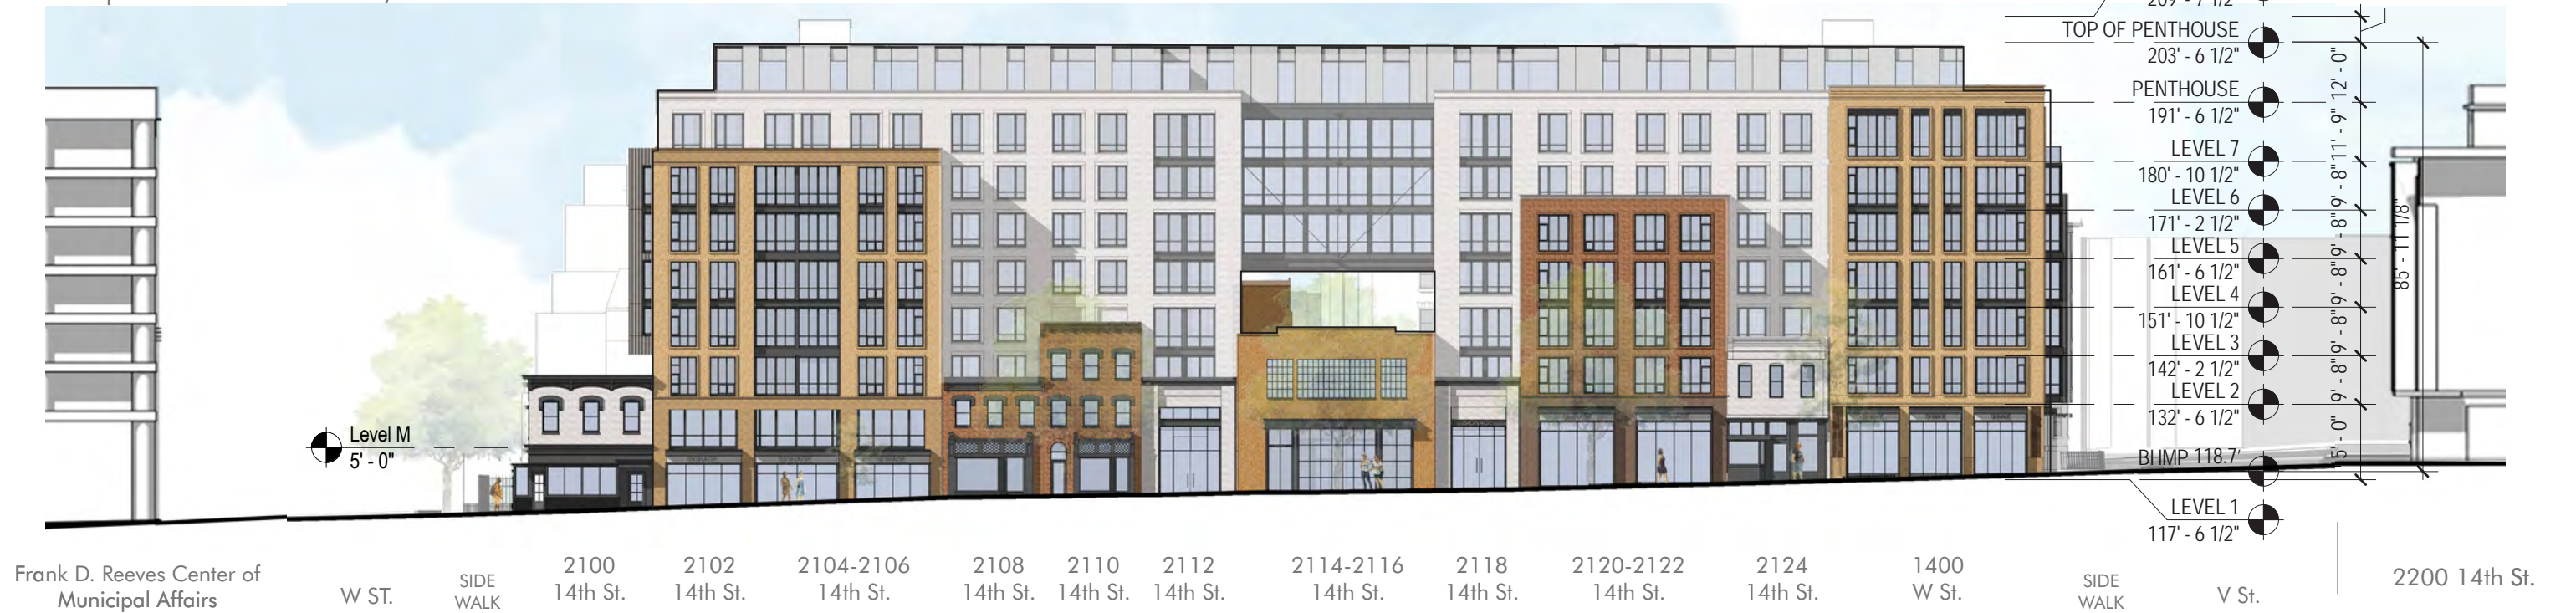 209' - 7 1/2"
TOP OF PENTHOUSE
203' - 6 1/2"
PENTHOUSE
191' - 6 1/2"
LEVEL 7
180' - 10 1/2"
LEVEL 6
171' - 2 1/2"
LEVEL 5
161' - 6 1/2"
LEVEL 4
151' - 10 1/2"
LEVEL 3
142' - 2 1/2"
LEVEL 2
132' - 6 1/2"
BHMP 118.7'
LEVEL 1
117' - 6 1/2"
12' - 0"
11' - 9"
9' - 8"
9' - 8"
9' - 8"
9' - 8"
9' - 8"
15' - 0"
85' - 11 1/8"
Level M
5' - 0"
Frank D. Reeves Center of
Municipal Affairs
W ST.
SIDE
WALK
2100
14th St.
2102
14th St.
2104-2106
14th St.
2108
14th St.
2110
14th St.
2112
14th St.
2114-2116
14th St.
2118
14th St.
2120-2122
14th St.
2124
14th St.
1400
W St.
SIDE
WALK
V St.
2200 14th St.